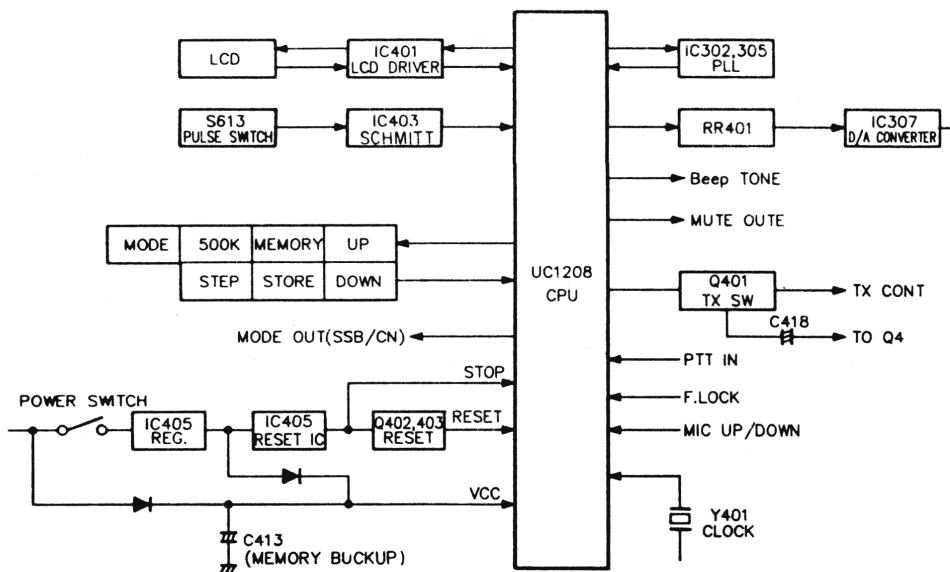 LCD
IC401
LCD DRIVER
IC302,305
PLL
S613
PULSE SWITCH
IC403
SCHMITT
RR401
IC307
D/A CONVERTER
Beep TONE
MUTE OUTE
MODE
500K
MEMORY
UP
STEP
STORE
DOWN
UC1208
CPU
Q401
TX SW
TX CONT
C418
TO Q4
MODE OUT(SSB/CN)
PTT IN
STOP
F.LOCK
POWER SWITCH
IC405
REG.
IC405
RESET IC
Q402,403
RESET
RESET
MIC UP/DOWN
VCC
C413
(MEMORY BUCKUP)
Y401
CLOCK